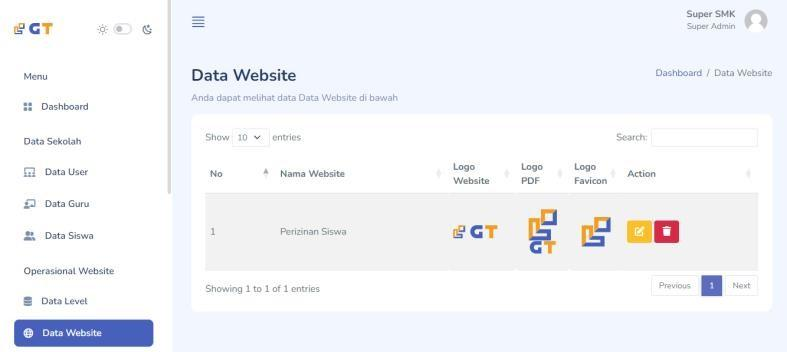 GT
Super SMK
Super Admin
Menu
Dashboard
Data Sekolah
Data User
Data Guru
Data Siswa
Operasional Website
Data Level
Data Website
Data Website
Dashboard / Data Website
Anda dapat melihat data Data Website di bawah
Show 10 entries
Search:
No Nama Website Logo Website Logo PDF Logo Favicon Action
1 Perizinan Siswa GT GT
Showing 1 to 1 of 1 entries
Previous 1 Next